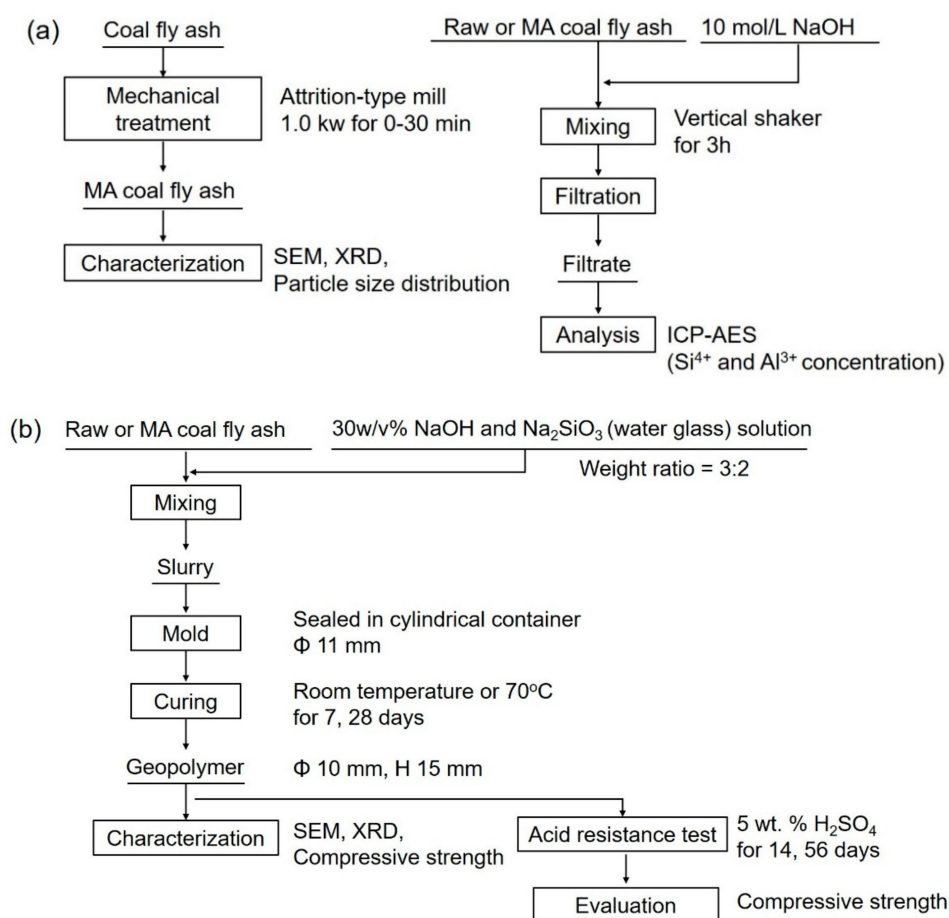 (a)
Coal fly ash
Mechanical
treatment
Attrition-type mill
1.0 kw for 0-30 min
MA coal fly ash
Characterization
SEM, XRD,
Particle size distribution
Raw or MA coal fly ash
10 mol/L NaOH
Mixing
Vertical shaker
for 3h
Filtration
Filtrate
Analysis
ICP-AES
(Si⁴⁺ and Al³⁺ concentration)
(b)
Raw or MA coal fly ash
30w/v% NaOH and Na₂SiO₃ (water glass) solution
Weight ratio = 3:2
Mixing
Slurry
Mold
Sealed in cylindrical container
Φ 11 mm
Curing
Room temperature or 70ᵒC
for 7, 28 days
Geopolymer
Φ 10 mm, H 15 mm
Characterization
SEM, XRD,
Compressive strength
Acid resistance test
5 wt. % H₂SO₄
for 14, 56 days
Evaluation
Compressive strength